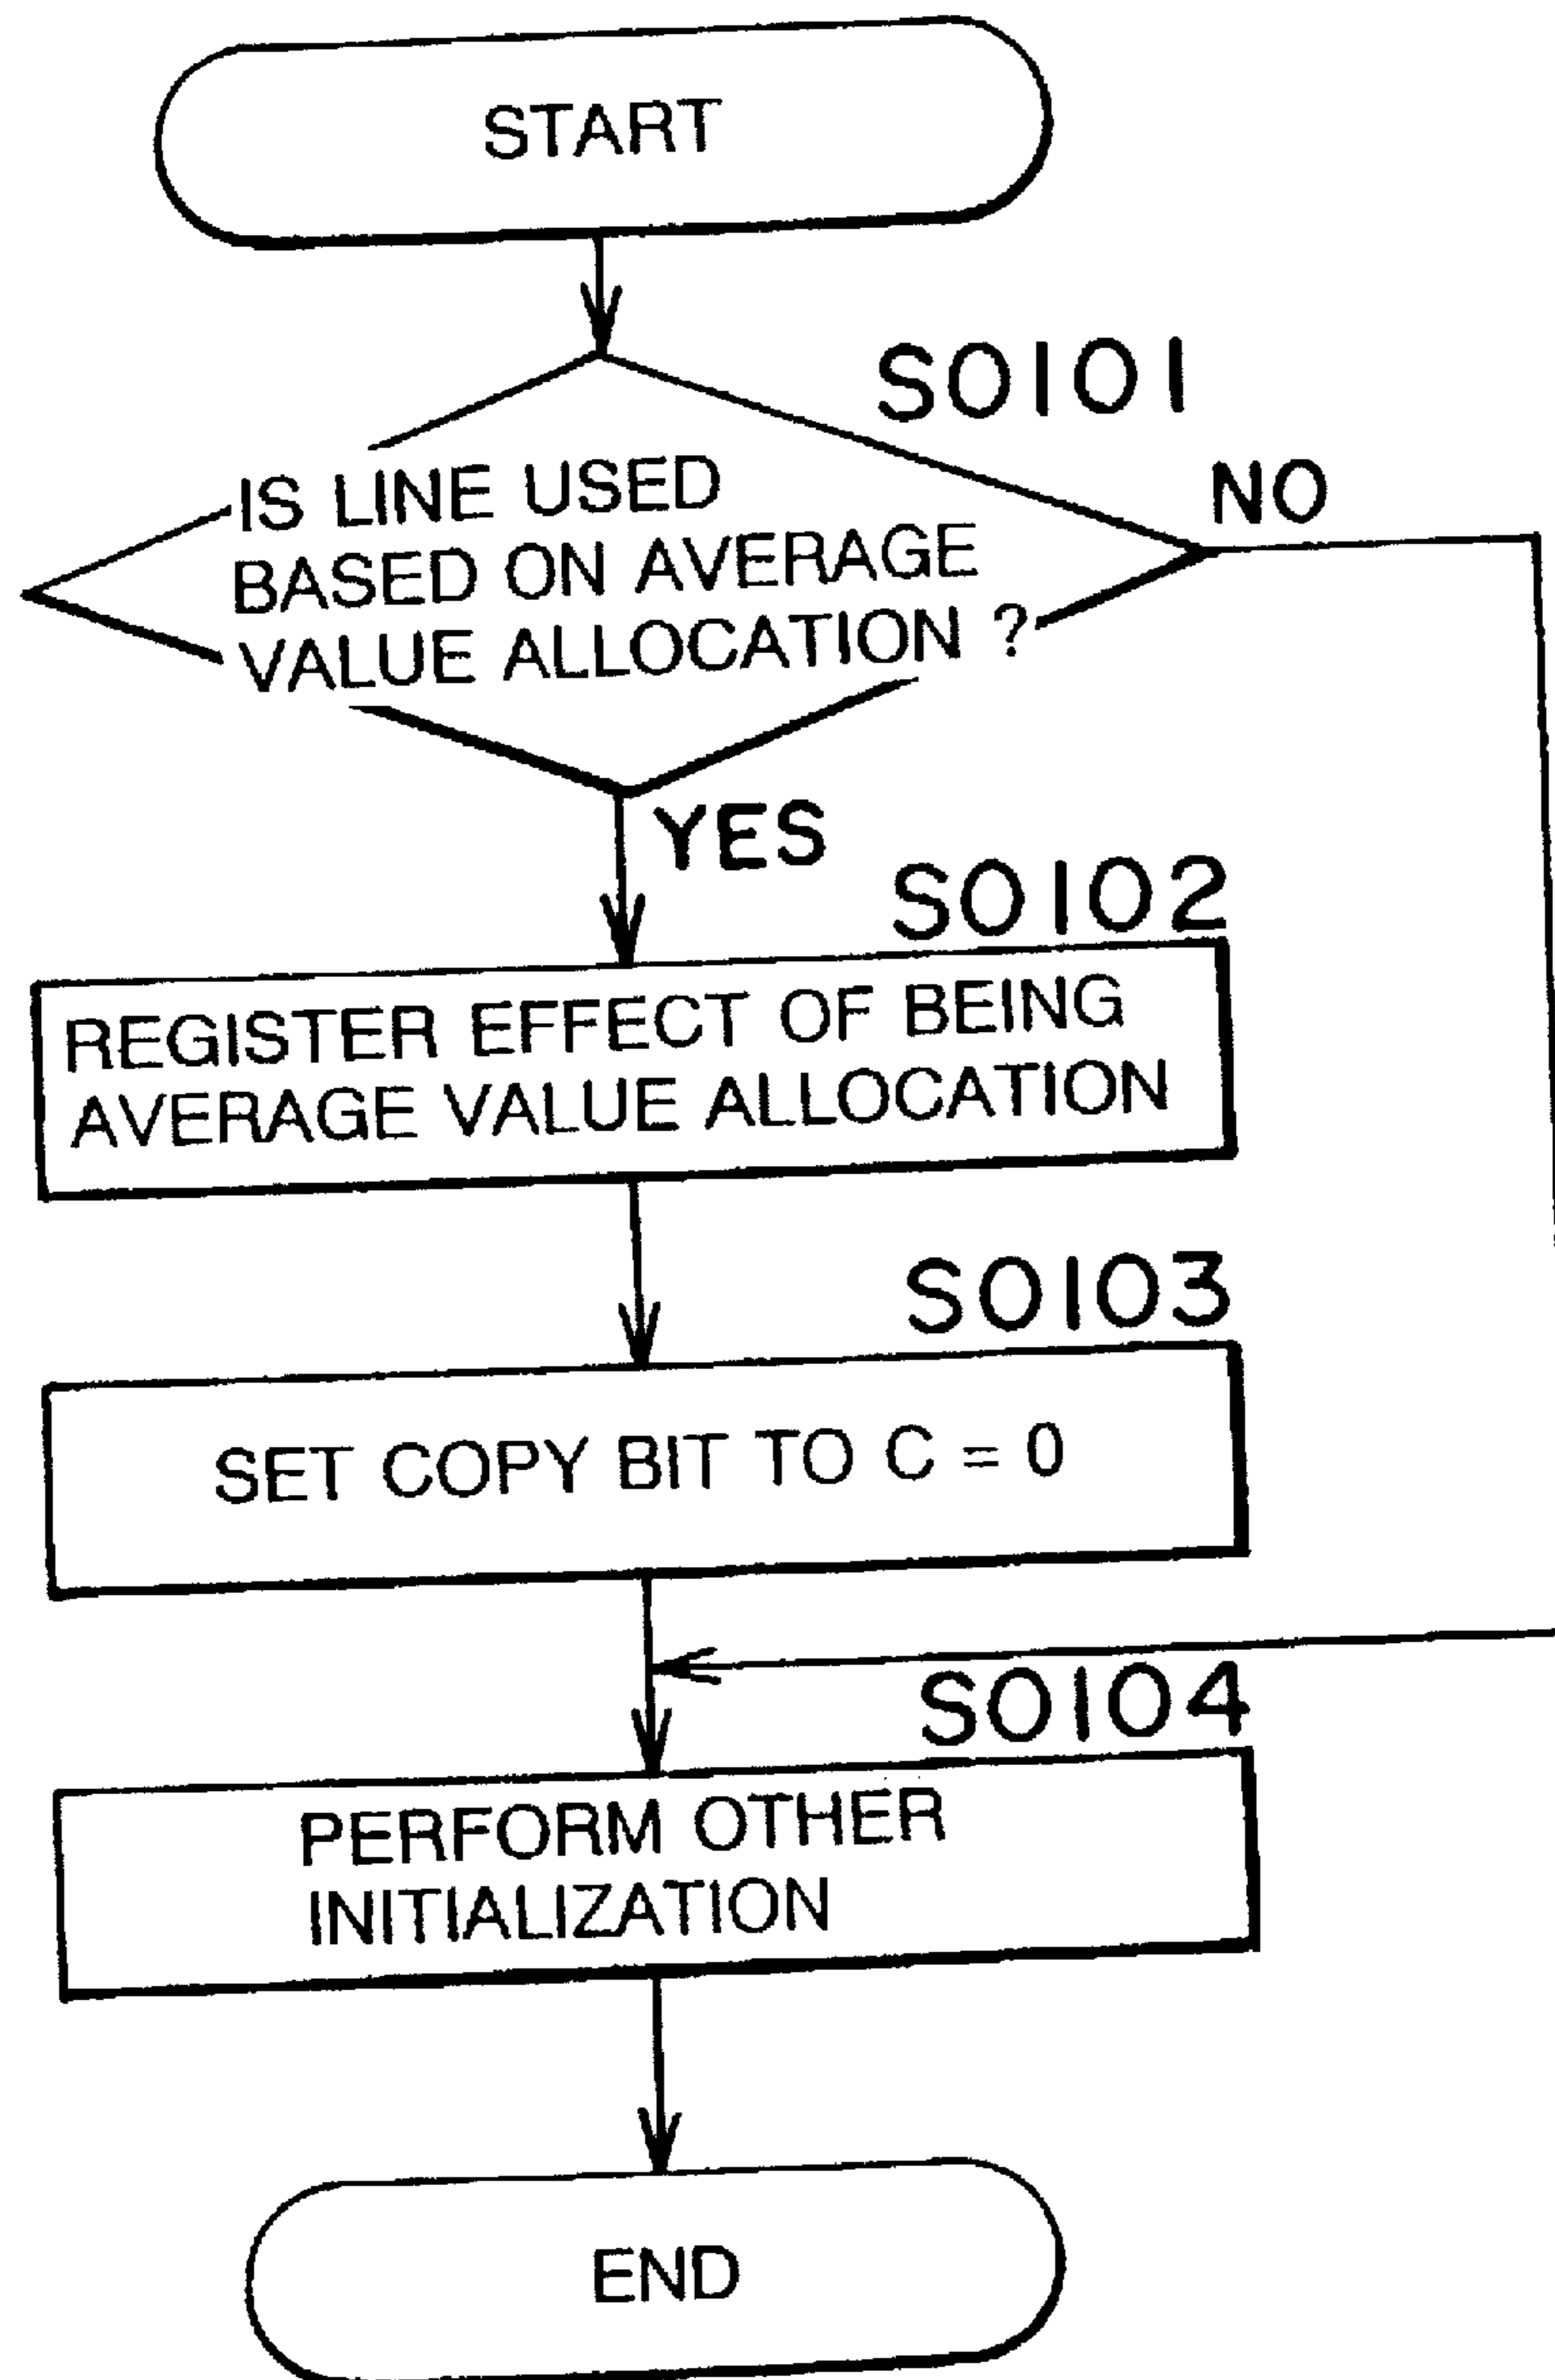 START
S0101
NO
IS LINE USED
BASED ON AVERAGE
VALUE ALLOCATION ?
YES
S0102
REGISTER EFFECT OF BEING
AVERAGE VALUE ALLOCATION
S0103
SET COPY BIT TO C = 0
S0104
PERFORM OTHER
INITIALIZATION
END